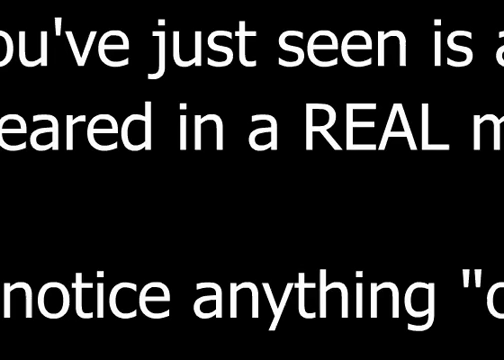 ou've just seen is a
eared in a REAL m
notice anything "c